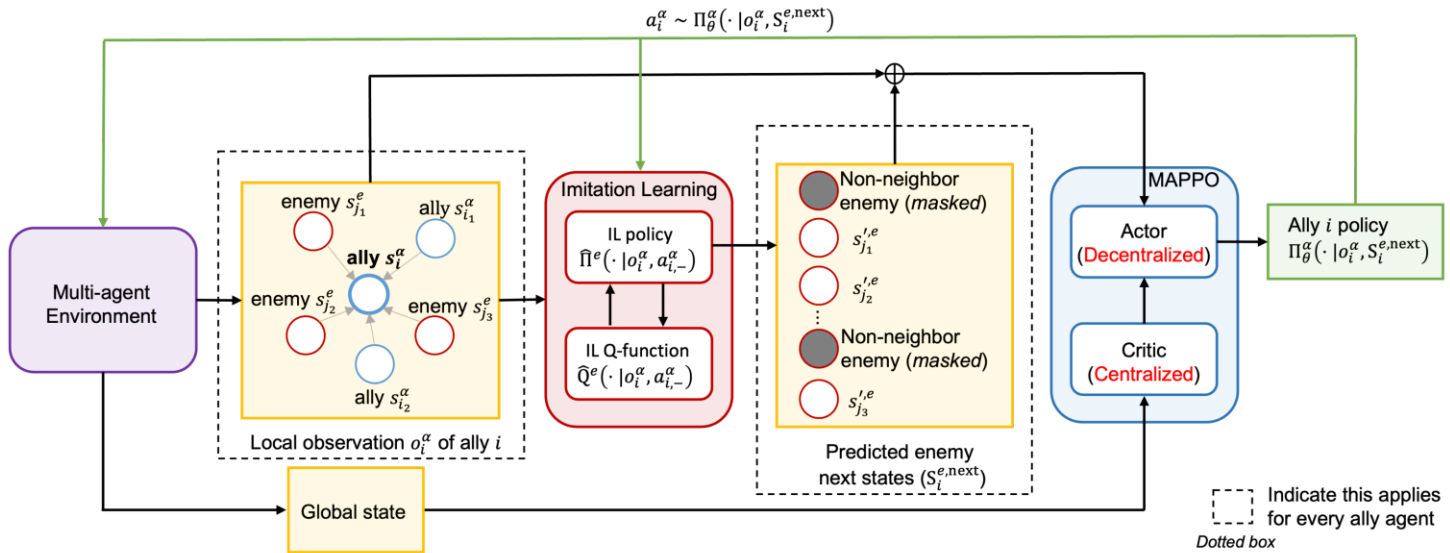 a_i^α ~ Π_θ^α(· |o_i^α, S_i^{e,next})
Multi-agent
Environment
enemy s_{j_1}^e
ally s_{i_1}^α
ally s_i^α
enemy s_{j_2}^e
enemy s_{j_3}^e
ally s_{i_2}^α
Local observation o_i^α of ally i
Global state
Imitation Learning
IL policy
Π̂^e(· |o_i^α, a_{i,−}^α)
IL Q-function
Q̂^e(· |o_i^α, a_{i,−}^α)
Non-neighbor
enemy (masked)
s_{j_1}^{′,e}
s_{j_2}^{′,e}
Non-neighbor
enemy (masked)
s_{j_3}^{′,e}
Predicted enemy
next states (S_i^{e,next})
MAPPO
Actor
(Decentralized)
Critic
(Centralized)
Ally i policy
Π_θ^α(· |o_i^α, S_i^{e,next})
Indicate this applies
for every ally agent
Dotted box